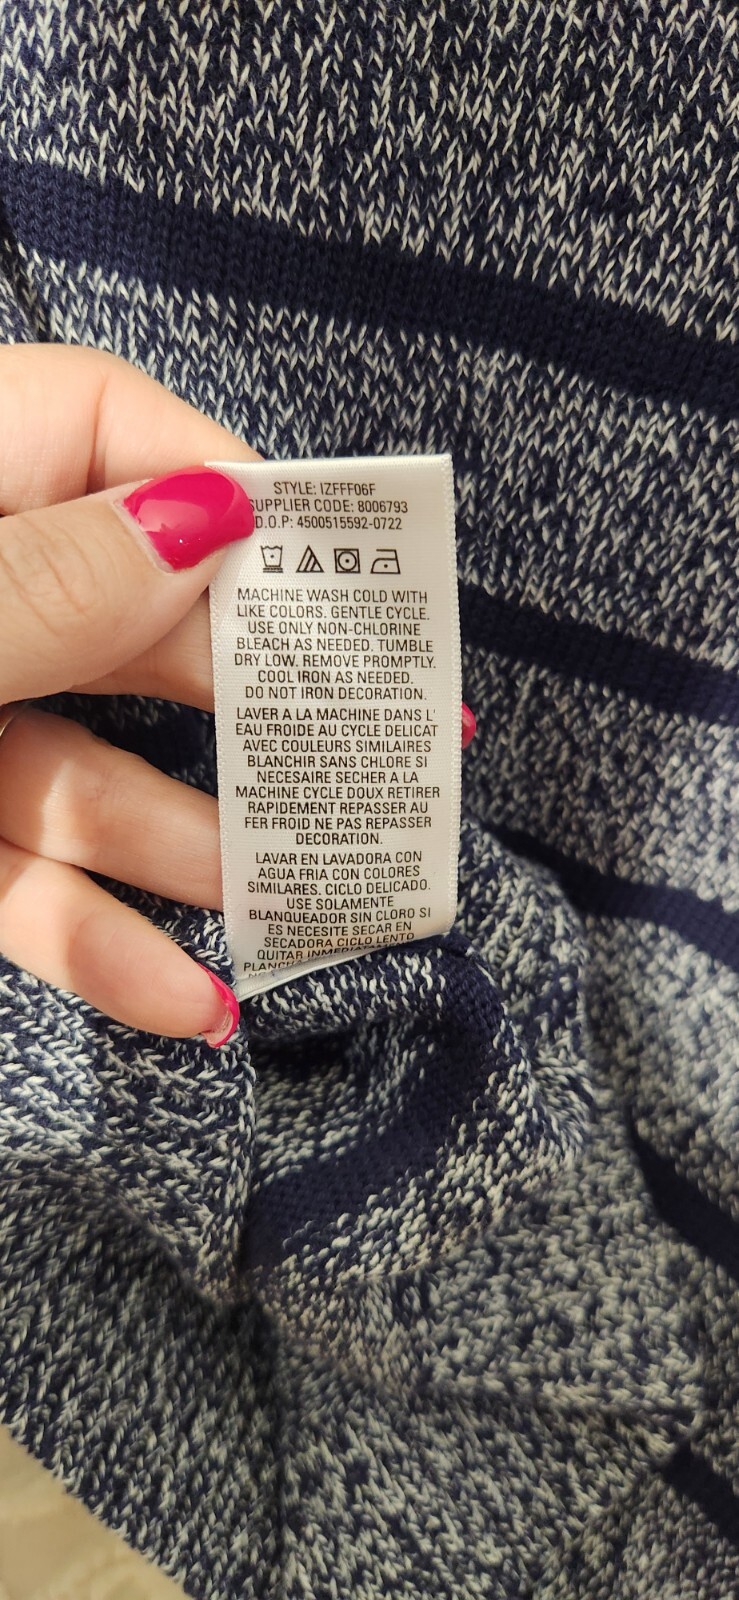 STYLE: IZFFF06F
SUPPLIER CODE: 8006793
D.O.P: 4500515592-0722
MACHINE WASH COLD WITH
LIKE COLORS. GENTLE CYCLE.
USE ONLY NON-CHLORINE
BLEACH AS NEEDED. TUMBLE
DRY LOW. REMOVE PROMPTLY.
COOL IRON AS NEEDED.
DO NOT IRON DECORATION.
LAVER A LA MACHINE DANS L'
EAU FROIDE AU CYCLE DELICAT
AVEC COULEURS SIMILAIRES
BLANCHIR SANS CHLORE SI
NECESAIRE SECHER A LA
MACHINE CYCLE DOUX RETIRER
RAPIDEMENT REPASSER AU
FER FROID NE PAS REPASSER
DECORATION.
LAVAR EN LAVADORA CON
AGUA FRIA CON COLORES
SIMILARES. CICLO DELICADO.
USE SOLAMENTE
BLANQUEADOR SIN CLORO SI
ES NECESITE SECAR EN
SECADORA CICLO LENTO
QUITAR INMEDIATAMENTE